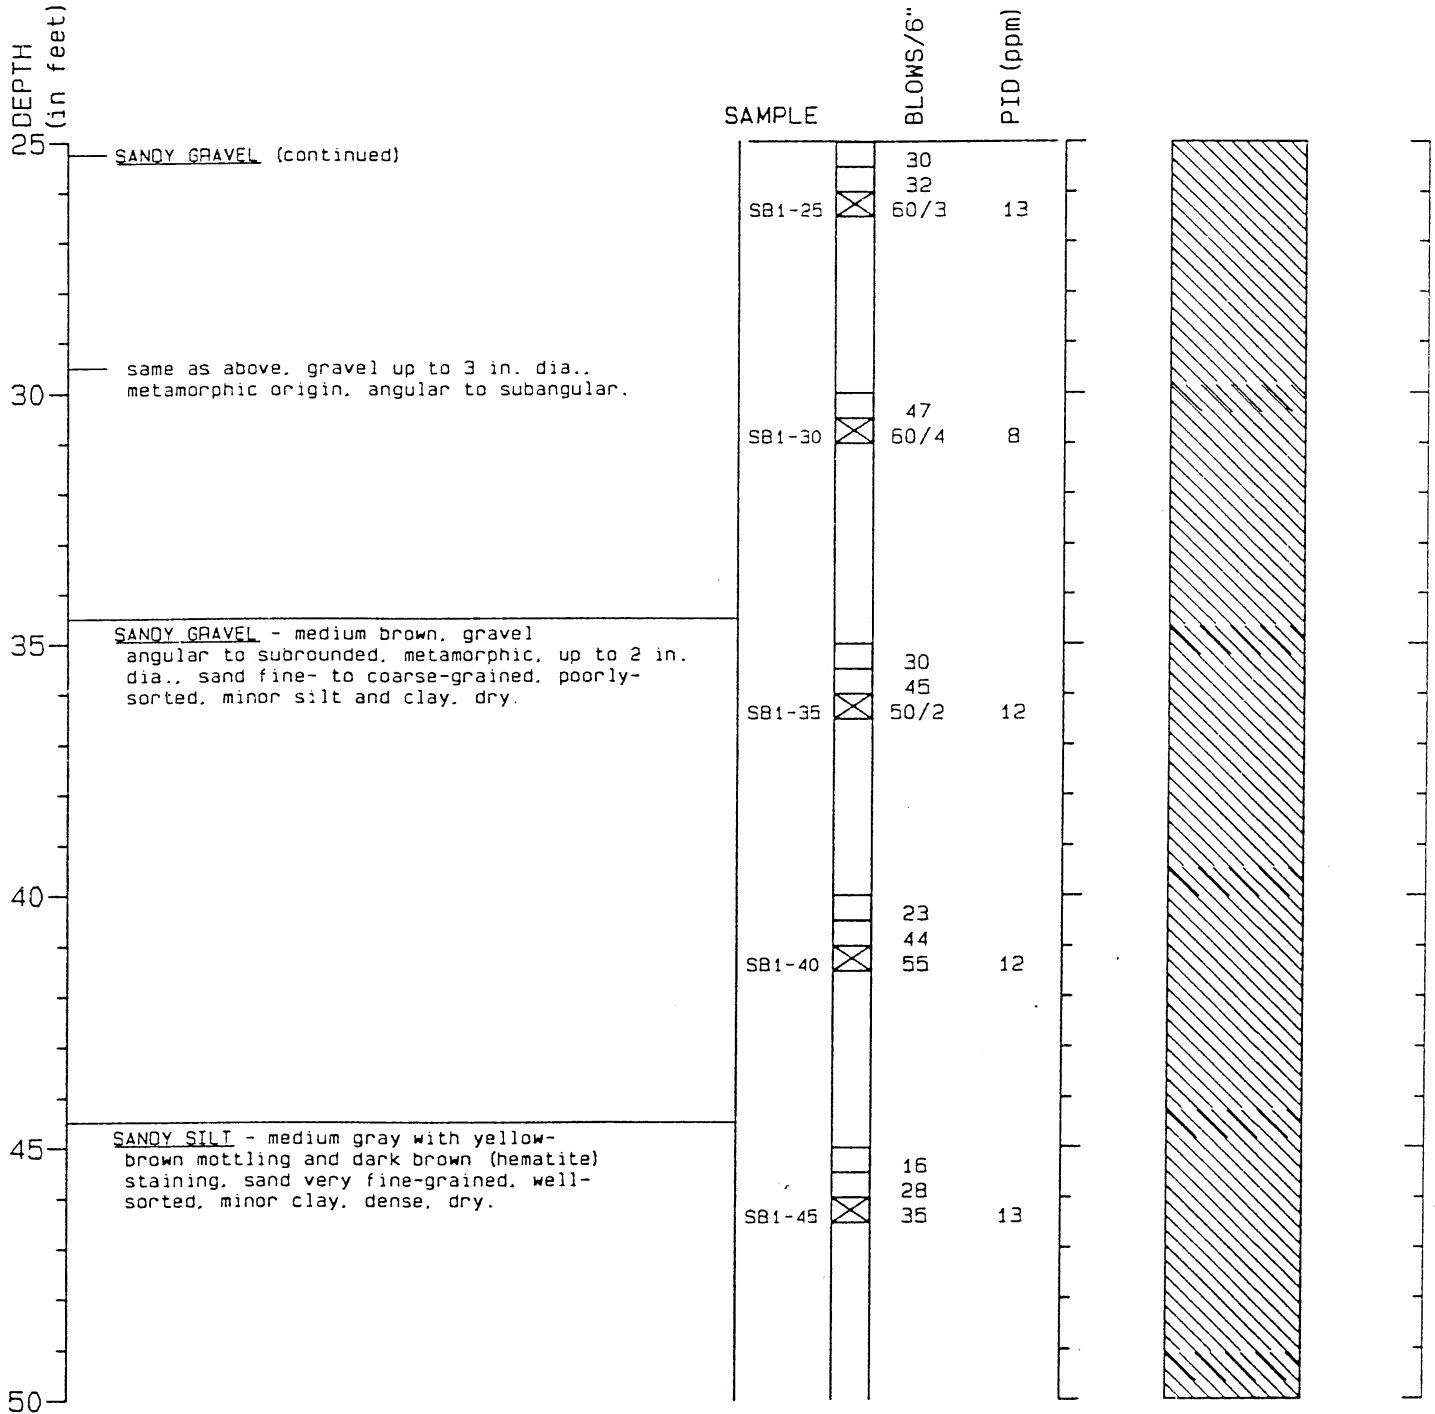 DEPTH
(in feet)
SAMPLE
BLOWS/6"
PID (ppm)
25
SANDY GRAVEL (continued)
30
32
SB1-25 60/3 13
same as above, gravel up to 3 in. dia.,
metamorphic origin, angular to subangular.
30
47
SB1-30 60/4 8
SANDY GRAVEL - medium brown, gravel
angular to subrounded, metamorphic, up to 2 in.
dia., sand fine- to coarse-grained, poorly-
sorted, minor silt and clay, dry.
35
30
45
SB1-35 50/2 12
40
23
44
SB1-40 55 12
SANDY SILT - medium gray with yellow-
brown mottling and dark brown (hematite)
staining, sand very fine-grained, well-
sorted, minor clay, dense, dry.
45
16
28
SB1-45 35 13
50